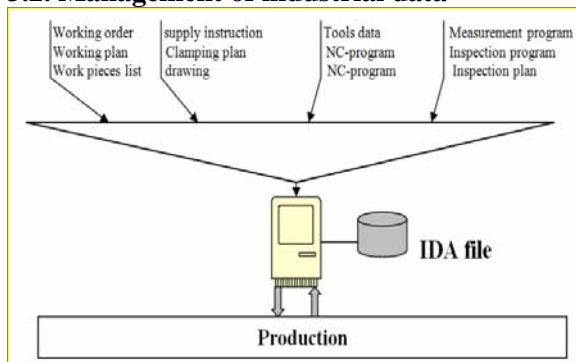 5.2. Management of industrial data
Working order
Working plan
Work pieces list
supply instruction
Clamping plan
drawing
Tools data
NC-program
NC-program
Measurement program
Inspection program
Inspection plan
IDA file
Production